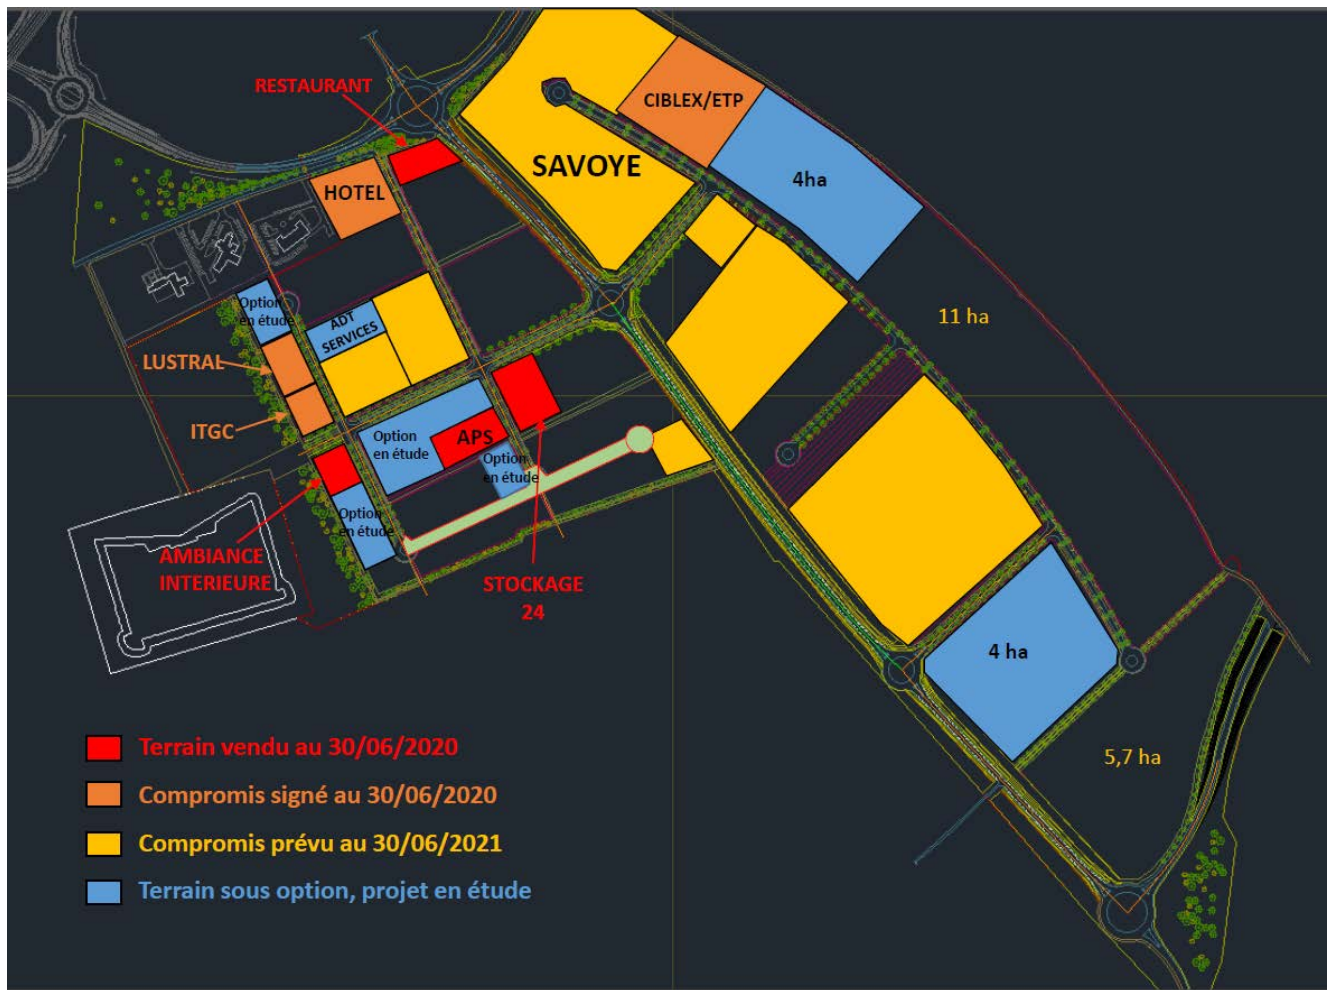 RESTAURANT
CIBLEX/ETP
SAVOYE
4ha
HOTEL
Option
en étude
ADT
SERVICES
11 ha
LUSTRAL
ITGC
Option
en étude
APS
Option
en étude
Option
en étude
AMBIANCE
INTERIEURE
STOCKAGE
24
4 ha
5,7 ha
Terrain vendu au 30/06/2020
Compromis signé au 30/06/2020
Compromis prévu au 30/06/2021
Terrain sous option, projet en étude